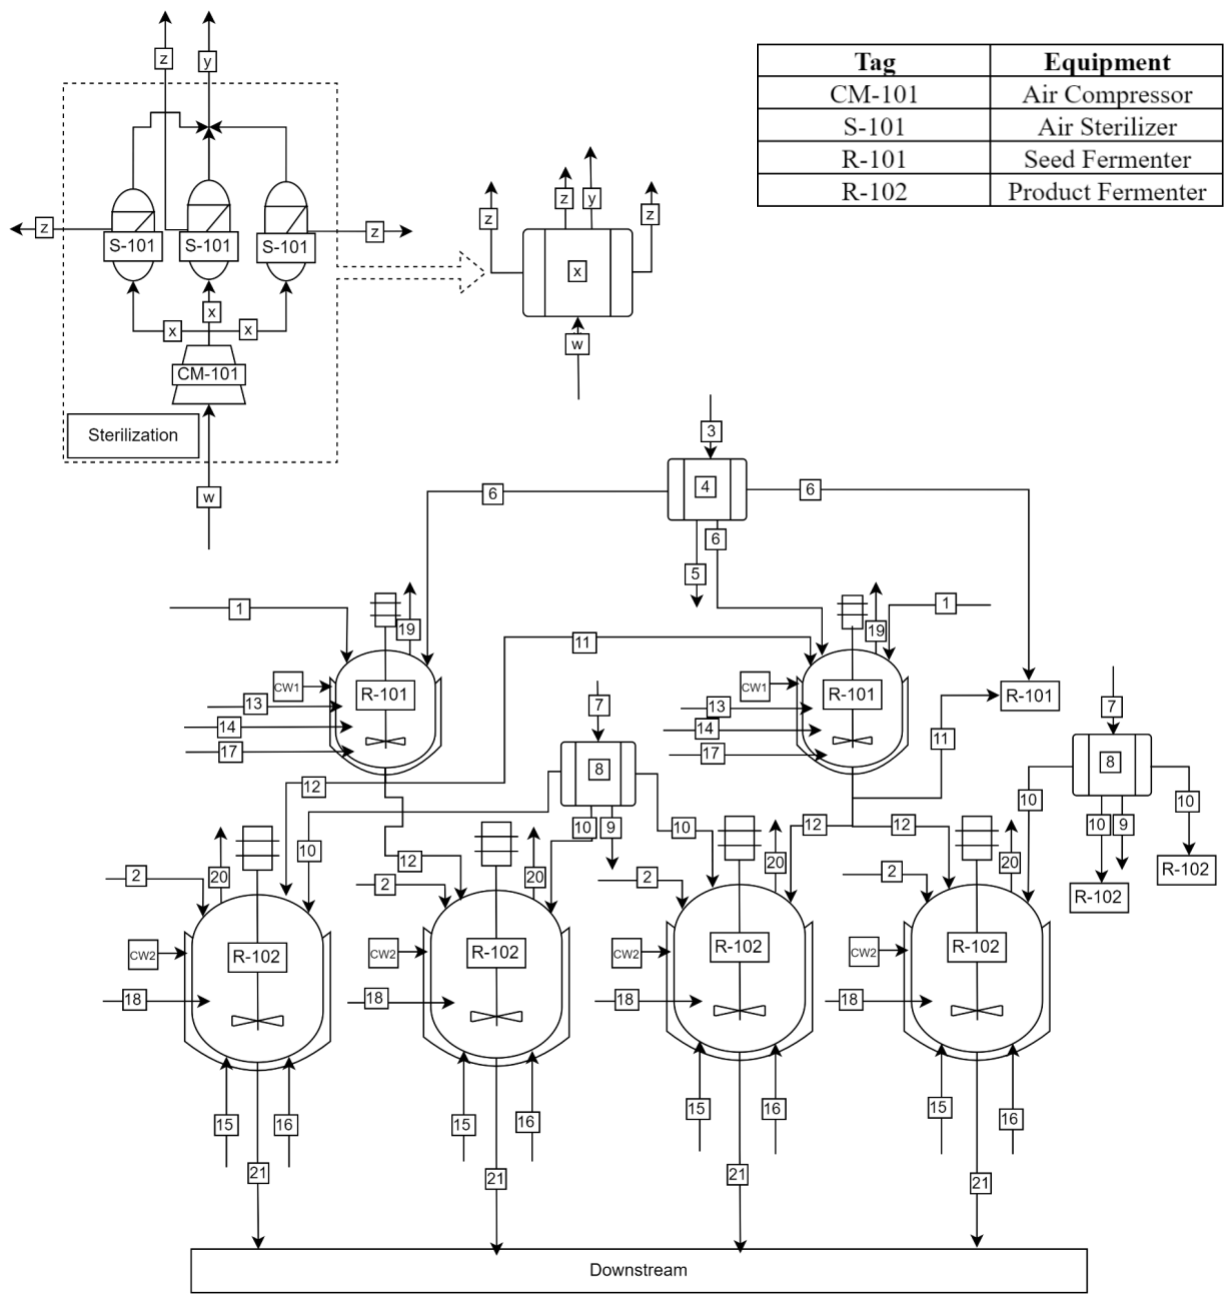 z
y
Tag Equipment
CM-101 Air Compressor
S-101 Air Sterilizer
R-101 Seed Fermenter
R-102 Product Fermenter
z
y
z
z
z
z
S-101
S-101
S-101
x
x
x
x
w
CM-101
Sterilization
w
3
4
6
6
6
5
1
19
19
1
11
CW1
R-101
CW1
R-101
R-101
13
13
14
14
17
17
7
7
11
8
8
12
10
10
10
10
9
10
10
9
12
12
12
10
2
20
2
20
2
20
2
20
R-102
R-102
CW2
R-102
CW2
R-102
CW2
R-102
CW2
R-102
18
18
18
18
15
16
15
16
15
16
15
16
21
21
21
21
Downstream